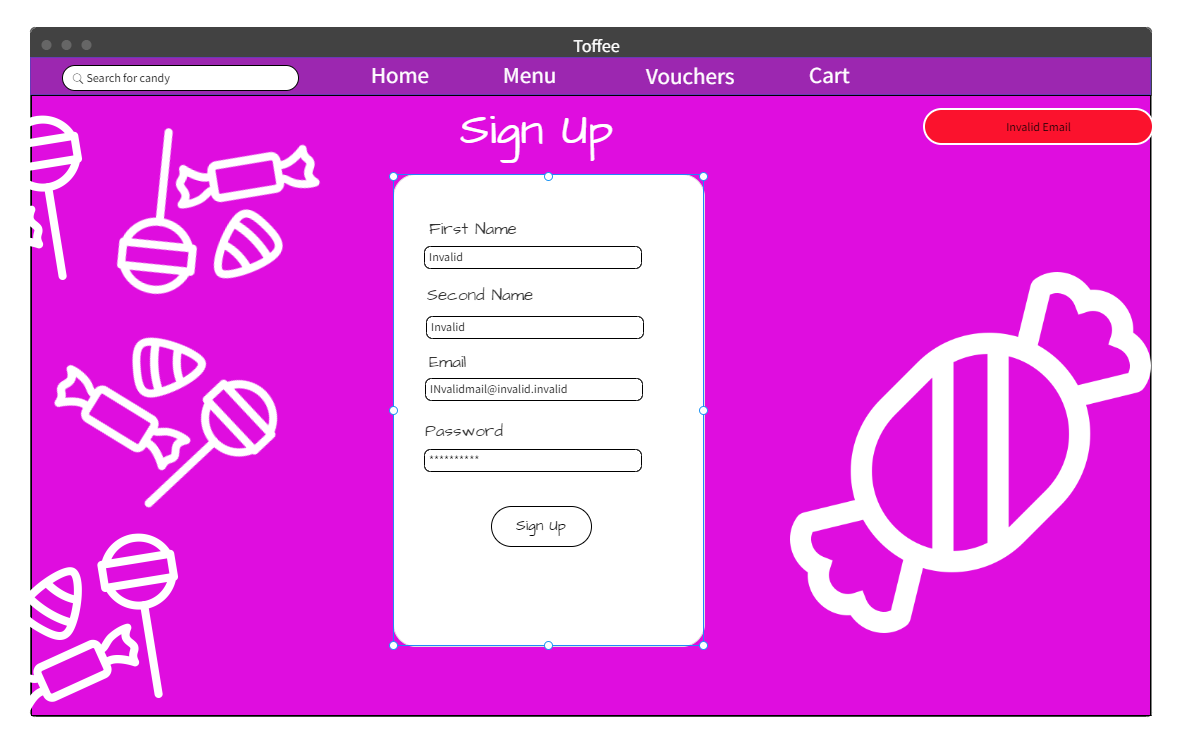 Toffee
Search for candy
Home
Menu
Vouchers
Cart
Sign Up
Invalid Email
First Name
Invalid
Second Name
Invalid
Email
INvalidmail@invalid.invalid
Password
**********
Sign Up